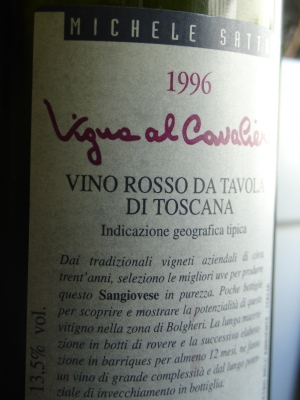 MICHELE SATT
1996
Vigna al Cavalier
VINO ROSSO DA TAVOLA
DI TOSCANA
Indicazione geografica tipica
Dai tradizionali vigneti aziendali di circa
trent'anni, seleziono le migliori uve per produrre
questo Sangiovese in purezza. Poche bottiglie
per scoprire e mostrare la potenzialità di questo
vitigno nella zona di Bolgheri. La lunga macera-
zione in botti di rovere e la successiva
zione in barriques per almeno 12 mesi, ne
un vino di grande complessità e dal lungo
ziale di invecchiamento in bottiglia.
13,5% vol.